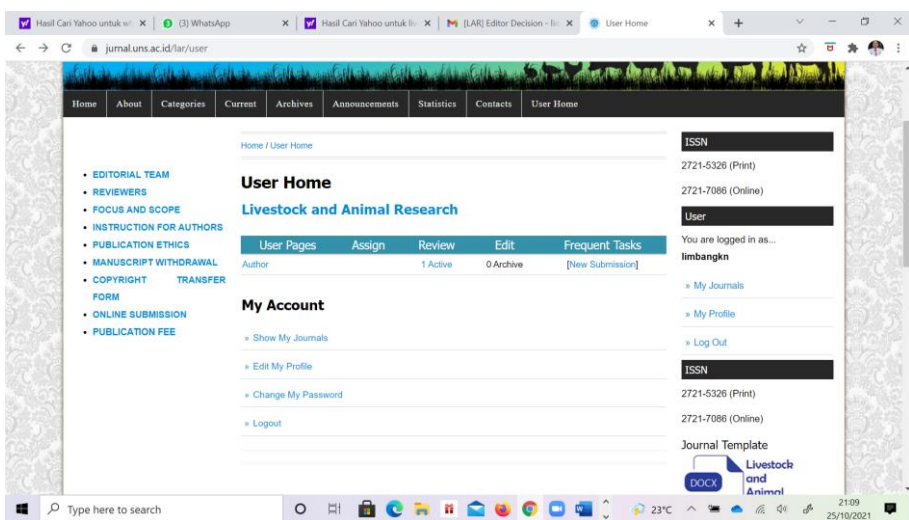 Hasil Cari Yahoo untuk wh
(3) WhatsApp
Hasil Cari Yahoo untuk liv
[LAR] Editor Decision - lin
User Home
jurnal.uns.ac.id/lar/user
Home About Categories Current Archives Announcements Statistics Contacts User Home
EDITORIAL TEAM
REVIEWERS
FOCUS AND SCOPE
INSTRUCTION FOR AUTHORS
PUBLICATION ETHICS
MANUSCRIPT WITHDRAWAL
COPYRIGHT TRANSFER
FORM
ONLINE SUBMISSION
PUBLICATION FEE
Home / User Home
User Home
Livestock and Animal Research
User Pages Assign Review Edit Frequent Tasks
Author 1 Active 0 Archive [New Submission]
My Account
» Show My Journals
» Edit My Profile
» Change My Password
» Logout
ISSN
2721-5326 (Print)
2721-7086 (Online)
User
You are logged in as...
limbangkn
» My Journals
» My Profile
» Log Out
ISSN
2721-5326 (Print)
2721-7086 (Online)
Journal Template
DOCX
Livestock
and
Animal
Type here to search
23°C
21:09
25/10/2021